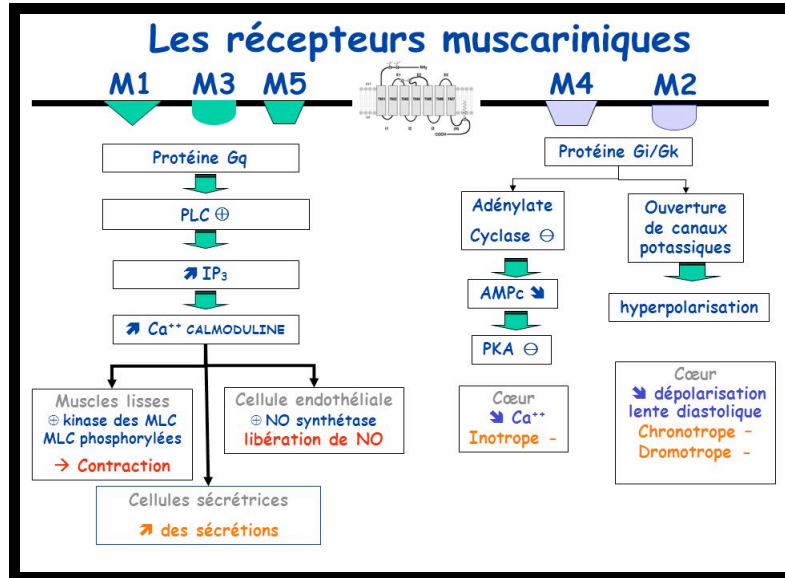 Les récepteurs muscariniques
M1
M3
M5
M4
M2
Protéine Gq
PLC ⊕
➚ IP₃
➚ Ca⁺⁺ CALMODULINE
Muscles lisses
⊕ kinase des MLC
MLC phosphorylées
→ Contraction
Cellule endothéliale
⊕ NO synthétase
libération de NO
Cellules sécrétrices
➚ des sécrétions
Protéine Gi/Gk
Adénylate
Cyclase ⊖
AMPc ➘
PKA ⊖
Cœur
➘ Ca⁺⁺
Inotrope -
Ouverture
de canaux
potassiques
hyperpolarisation
Cœur
➘ dépolarisation
lente diastolique
Chronotrope -
Dromotrope -